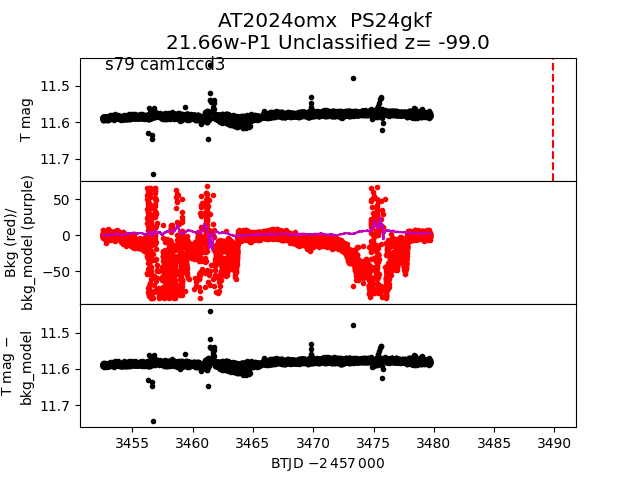 AT2024omx  PS24gkf
21.66w-P1 Unclassified z= -99.0
s79 cam1ccd3
T mag
11.5
11.6
11.7
Bkg (red)/
bkg_model (purple)
50
0
−50
T mag −
bkg_model
11.5
11.6
11.7
3455 3460 3465 3470 3475 3480 3485 3490
BTJD −2 457 000